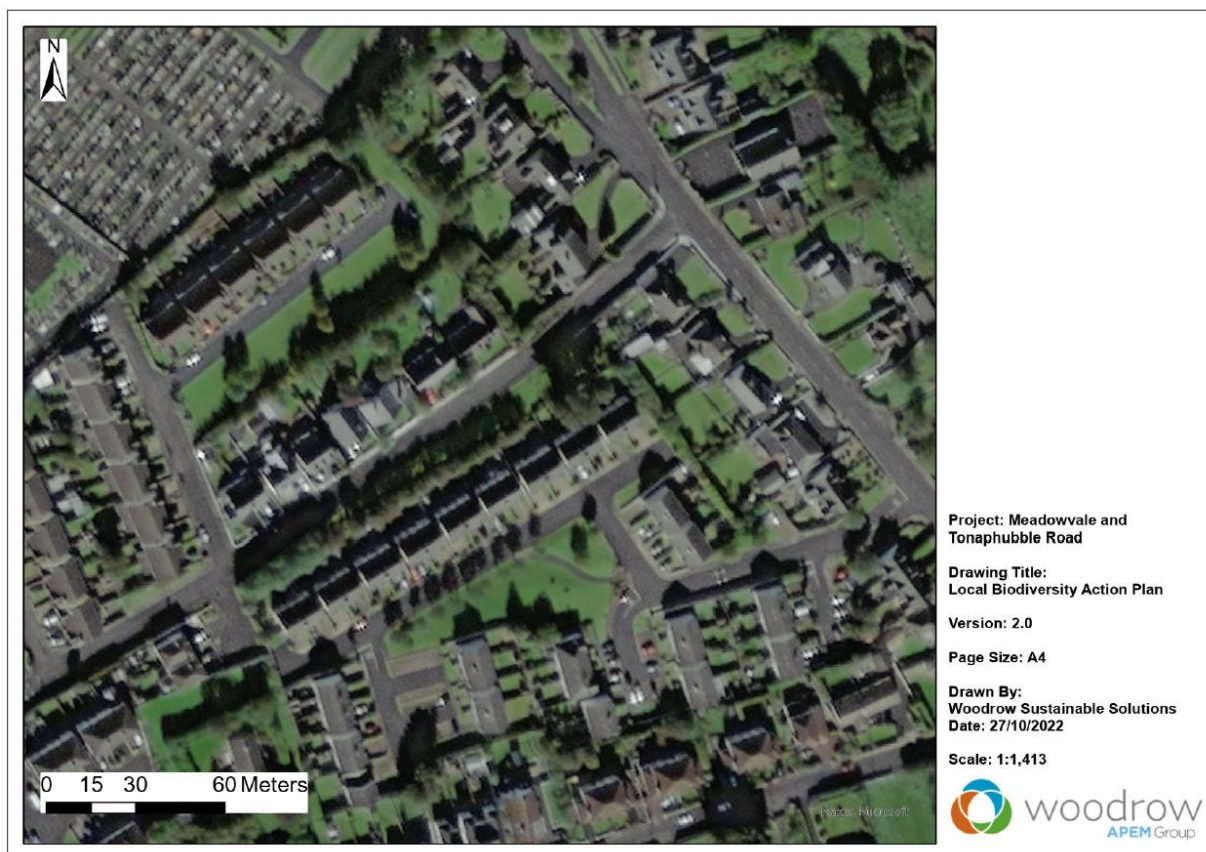 N
0 15 30 60 Meters
Project: Meadowvale and
Tonaphubble Road
Drawing Title:
Local Biodiversity Action Plan
Version: 2.0
Page Size: A4
Drawn By:
Woodrow Sustainable Solutions
Date: 27/10/2022
Scale: 1:1,413
woodrow
APEM Group
Microsoft